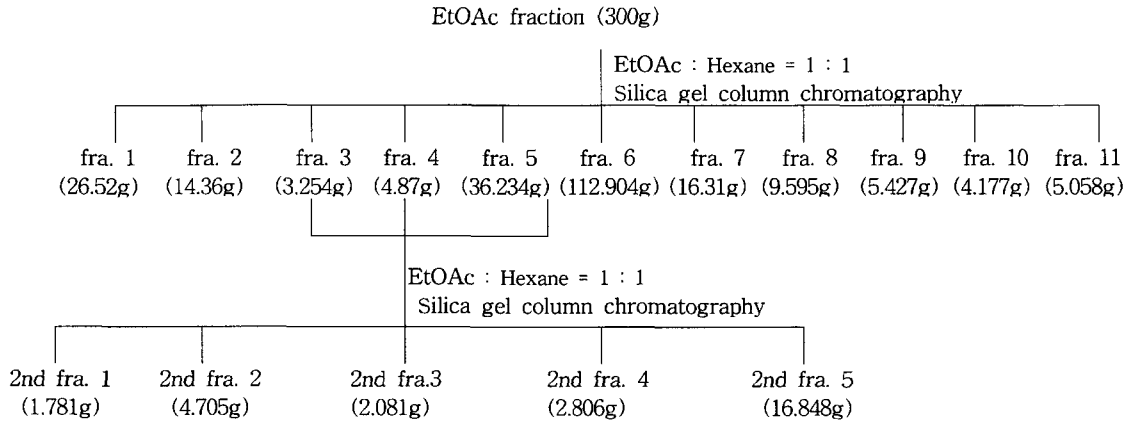 EtOAc fraction (300g)
EtOAc : Hexane = 1 : 1
Silica gel column chromatography
fra. 1 fra. 2 fra. 3 fra. 4 fra. 5 fra. 6 fra. 7 fra. 8 fra. 9 fra. 10 fra. 11
(26.52g) (14.36g) (3.254g) (4.87g) (36.234g) (112.904g) (16.31g) (9.595g) (5.427g) (4.177g) (5.058g)
EtOAc : Hexane = 1 : 1
Silica gel column chromatography
2nd fra. 1 2nd fra. 2 2nd fra.3 2nd fra. 4 2nd fra. 5
(1.781g) (4.705g) (2.081g) (2.806g) (16.848g)